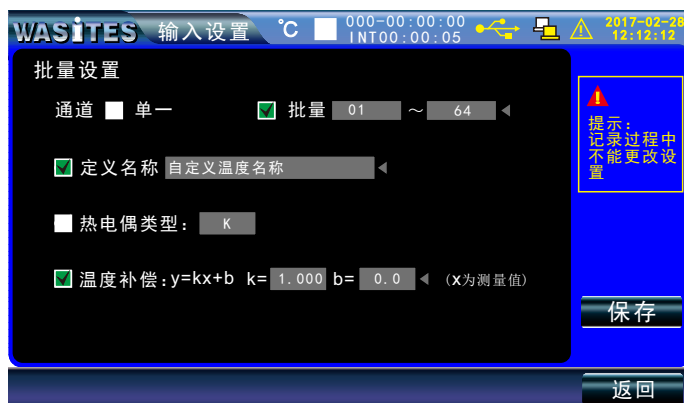 WASiTES 输入设置 ℃ 000-00:00:00 2017-02-28
INT00:00:05 12:12:12
批量设置
通道 单一 批量 01 ～ 64
定义名称 自定义温度名称
热电偶类型： K
温度补偿:y=kx+b k= 1.000 b= 0.0 (x为测量值)
提示：
记录过程中
不能更改设
置
保存
返回